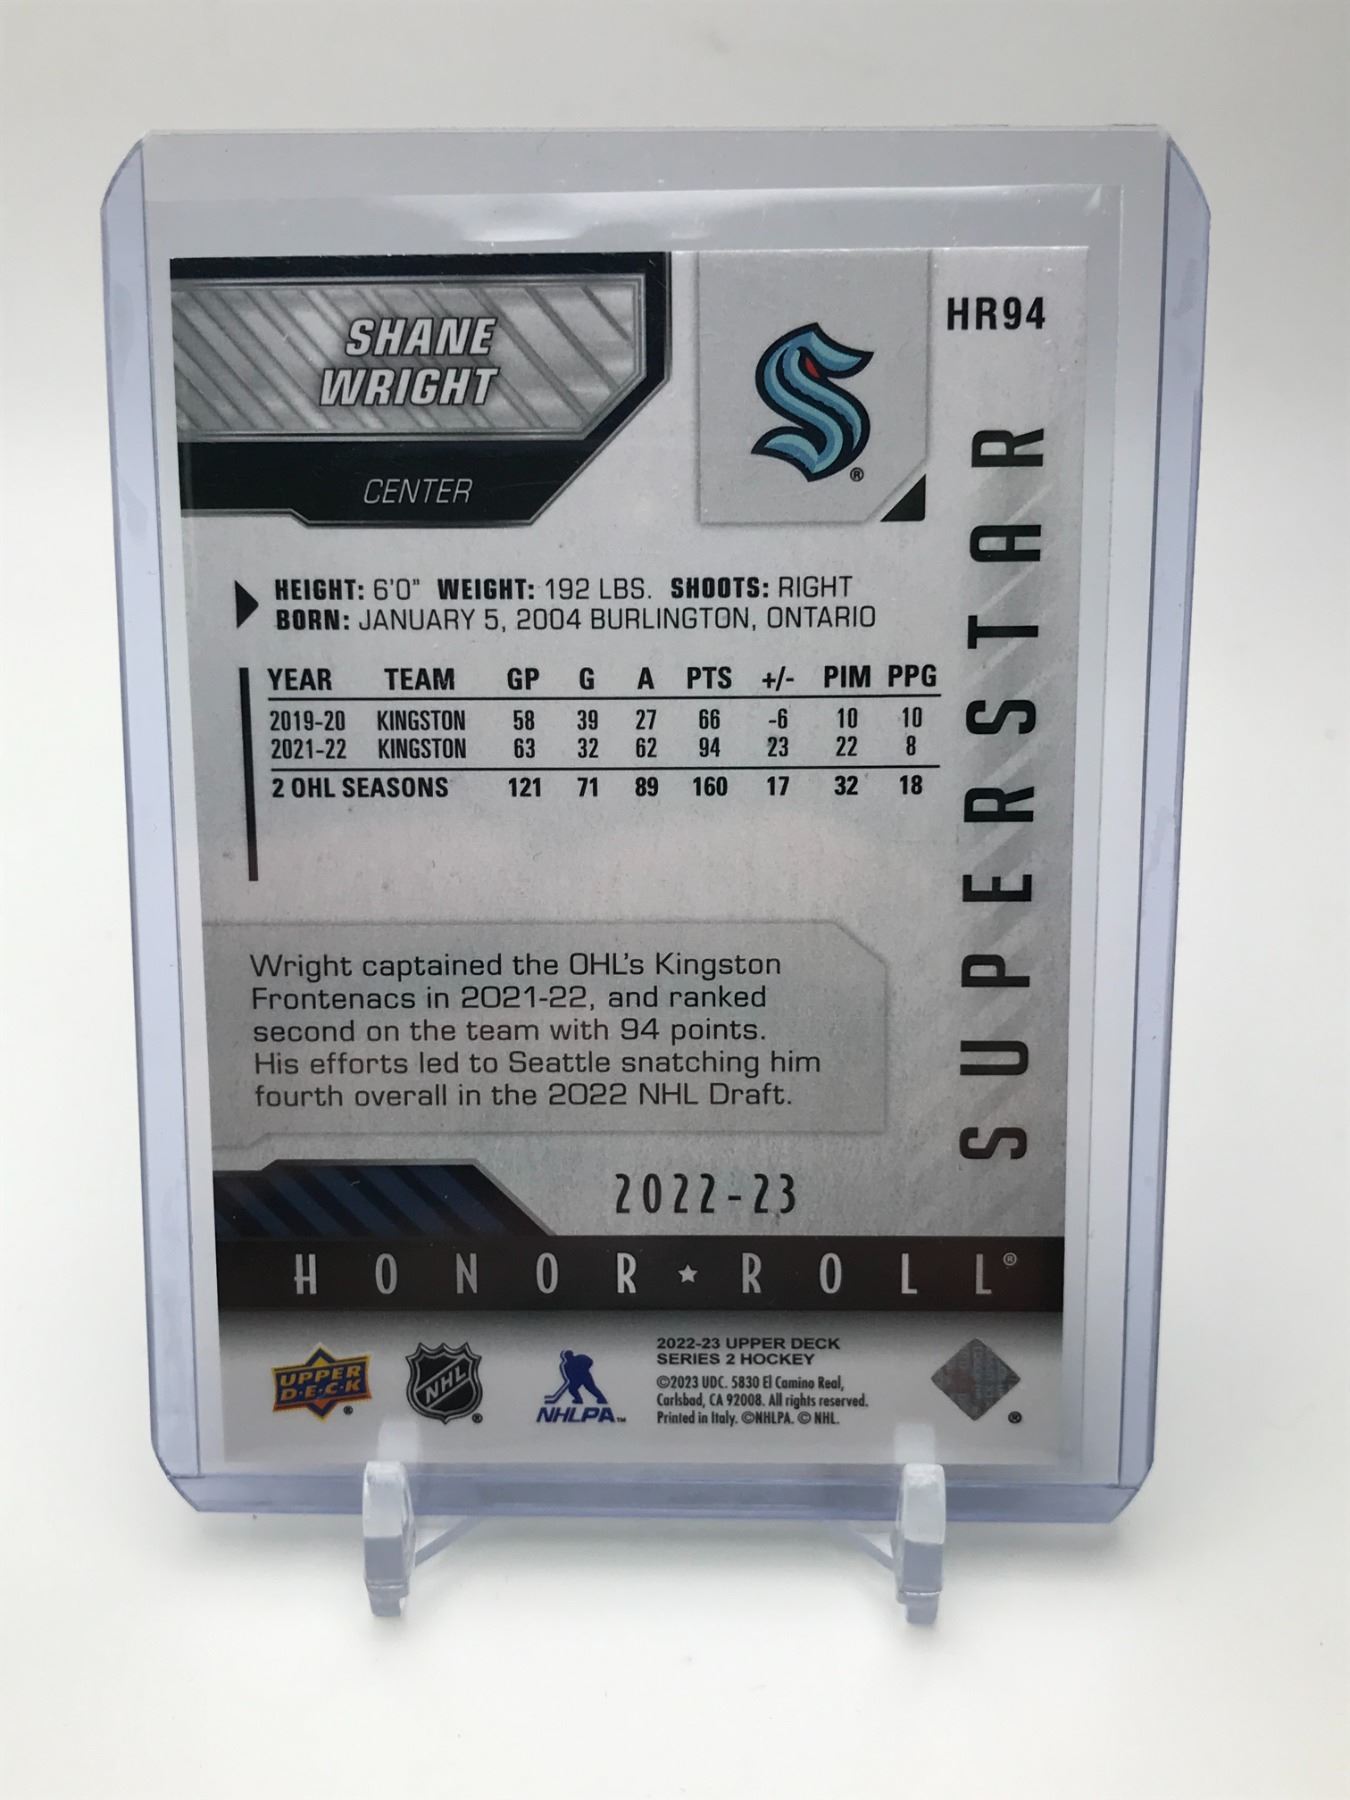 SHANE
WRIGHT
CENTER
HR94
®
SUPERSTAR
HEIGHT: 6'0" WEIGHT: 192 LBS. SHOOTS: RIGHT
BORN: JANUARY 5, 2004 BURLINGTON, ONTARIO
YEAR TEAM GP G A PTS +/- PIM PPG
2019-20 KINGSTON 58 39 27 66 -6 10 10
2021-22 KINGSTON 63 32 62 94 23 22 8
2 OHL SEASONS 121 71 89 160 17 32 18
Wright captained the OHL's Kingston
Frontenacs in 2021-22, and ranked
second on the team with 94 points.
His efforts led to Seattle snatching him
fourth overall in the 2022 NHL Draft.
2022-23
HONOR ★ ROLL®
UPPER
D·E·C·K
®
NHL
®
NHLPA™
2022-23 UPPER DECK
SERIES 2 HOCKEY
©2023 UDC. 5830 El Camino Real,
Carlsbad, CA 92008. All rights reserved.
Printed in Italy. ©NHLPA. © NHL.
®